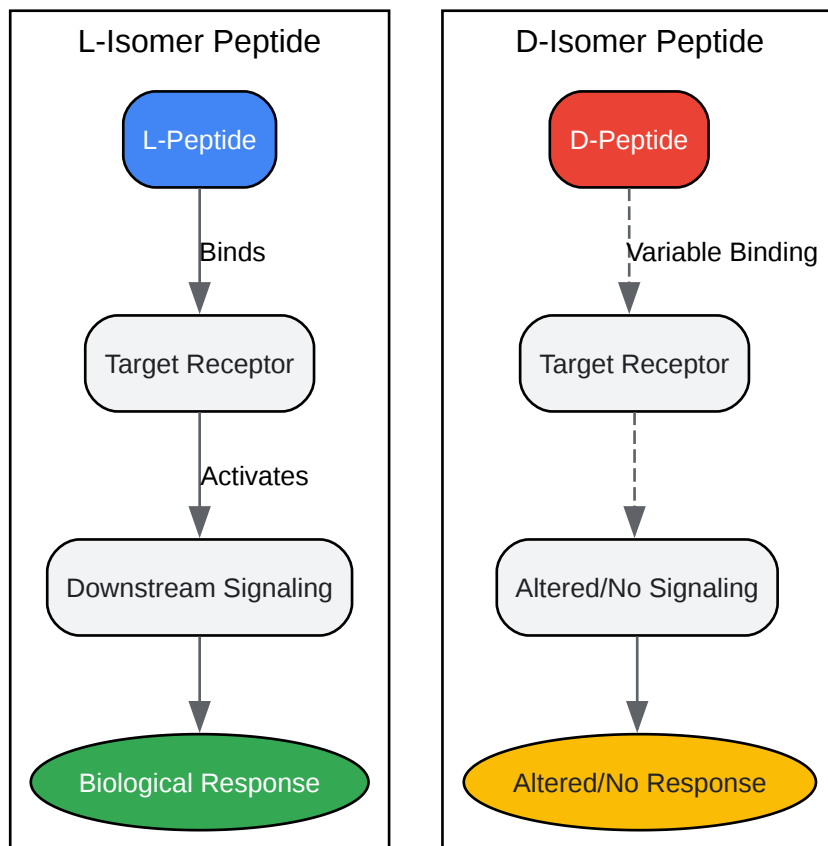 L-Isomer Peptide
L-Peptide
Binds
Target Receptor
Activates
Downstream Signaling
Biological Response
D-Isomer Peptide
D-Peptide
Variable Binding
Target Receptor
Altered/No Signaling
Altered/No Response